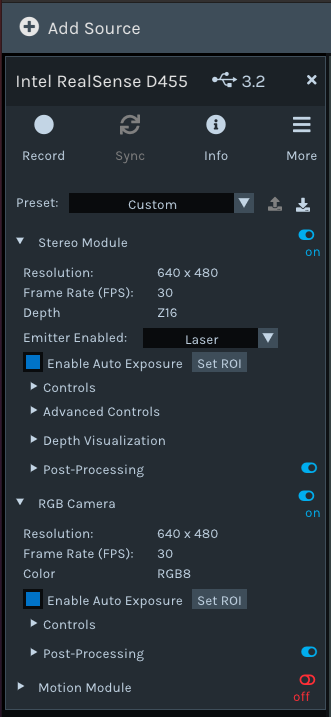 Add Source
Intel RealSense D455 3.2
Record Sync Info More
Preset: Custom
Stereo Module
on
Resolution: 640 x 480
Frame Rate (FPS): 30
Depth Z16
Emitter Enabled: Laser
Enable Auto Exposure Set ROI
Controls
Advanced Controls
Depth Visualization
Post-Processing
RGB Camera
on
Resolution: 640 x 480
Frame Rate (FPS): 30
Color RGB8
Enable Auto Exposure Set ROI
Controls
Post-Processing
Motion Module
off